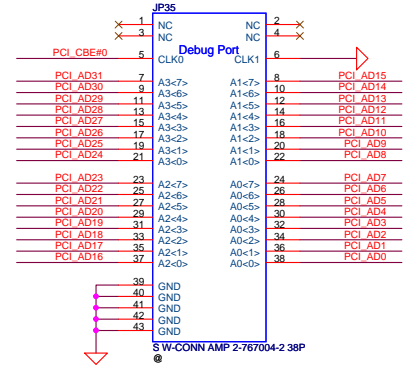 JP35
1 NC NC 2
3 NC NC 4
Debug Port
PCI_CBE#0 5 CLK0 CLK1 6
PCI_AD31 7 A3<7> A1<7> 8 PCI_AD15
PCI_AD30 9 A3<6> A1<6> 10 PCI_AD14
PCI_AD29 11 A3<5> A1<5> 12 PCI_AD13
PCI_AD28 13 A3<4> A1<4> 14 PCI_AD12
PCI_AD27 15 A3<3> A1<3> 16 PCI_AD11
PCI_AD26 17 A3<2> A1<2> 18 PCI_AD10
PCI_AD25 19 A3<1> A1<1> 20 PCI_AD9
PCI_AD24 21 A3<0> A1<0> 22 PCI_AD8
PCI_AD23 23 A2<7> A0<7> 24 PCI_AD7
PCI_AD22 25 A2<6> A0<6> 26 PCI_AD6
PCI_AD21 27 A2<5> A0<5> 28 PCI_AD5
PCI_AD20 29 A2<4> A0<4> 30 PCI_AD4
PCI_AD19 31 A2<3> A0<3> 32 PCI_AD3
PCI_AD18 33 A2<2> A0<2> 34 PCI_AD2
PCI_AD17 35 A2<1> A0<1> 36 PCI_AD1
PCI_AD16 37 A2<0> A0<0> 38 PCI_AD0
39 GND
40 GND
41 GND
42 GND
43 GND
S W-CONN AMP 2-767004-2 38P
@